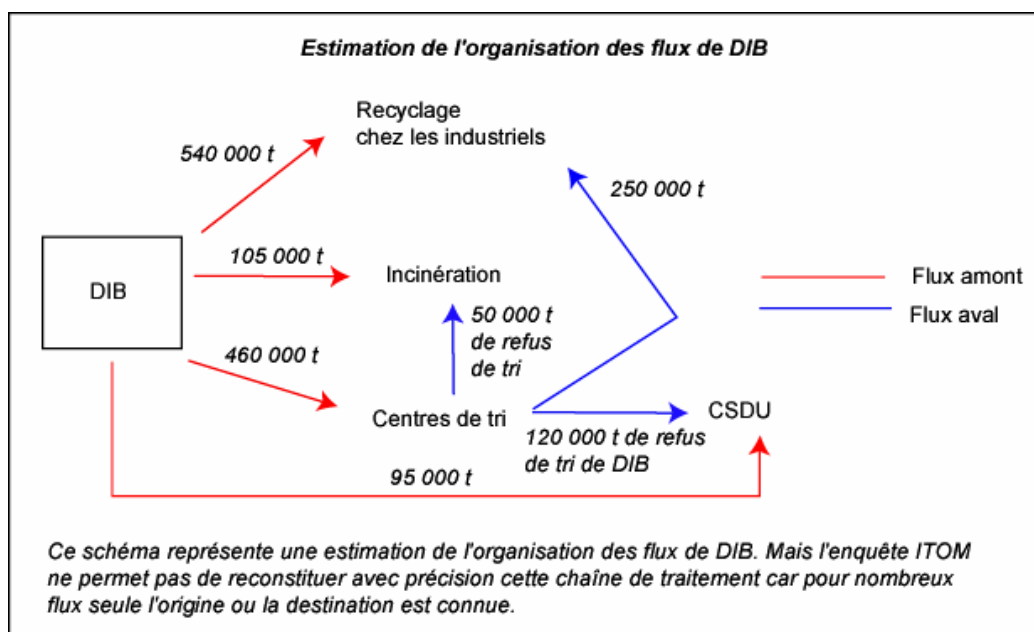 Estimation de l'organisation des flux de DIB
Recyclage
chez les industriels
540 000 t
250 000 t
105 000 t
DIB
Incinération
Flux amont
Flux aval
50 000 t
de refus
de tri
460 000 t
Centres de tri
CSDU
120 000 t de refus
de tri de DIB
95 000 t
Ce schéma représente une estimation de l'organisation des flux de DIB. Mais l'enquête ITOM
ne permet pas de reconstituer avec précision cette chaîne de traitement car pour nombreux
flux seule l'origine ou la destination est connue.